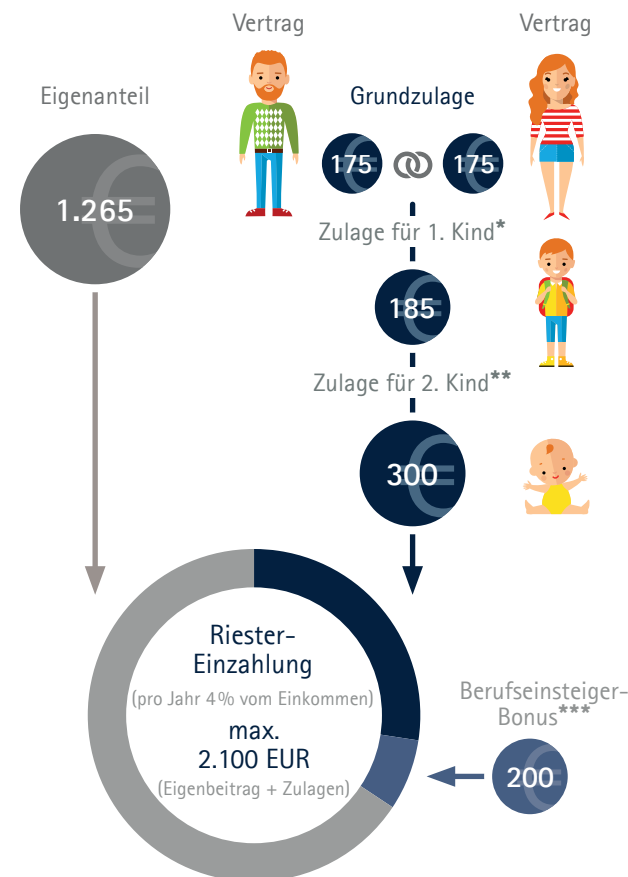 Vertrag
Vertrag
Eigenanteil
Grundzulage
1.265
175
175
Zulage für 1. Kind*
185
Zulage für 2. Kind**
300
Riester-
Einzahlung
(pro Jahr 4% vom Einkommen)
max.
2.100 EUR
(Eigenbeitrag + Zulagen)
Berufseinsteiger-
Bonus***
200